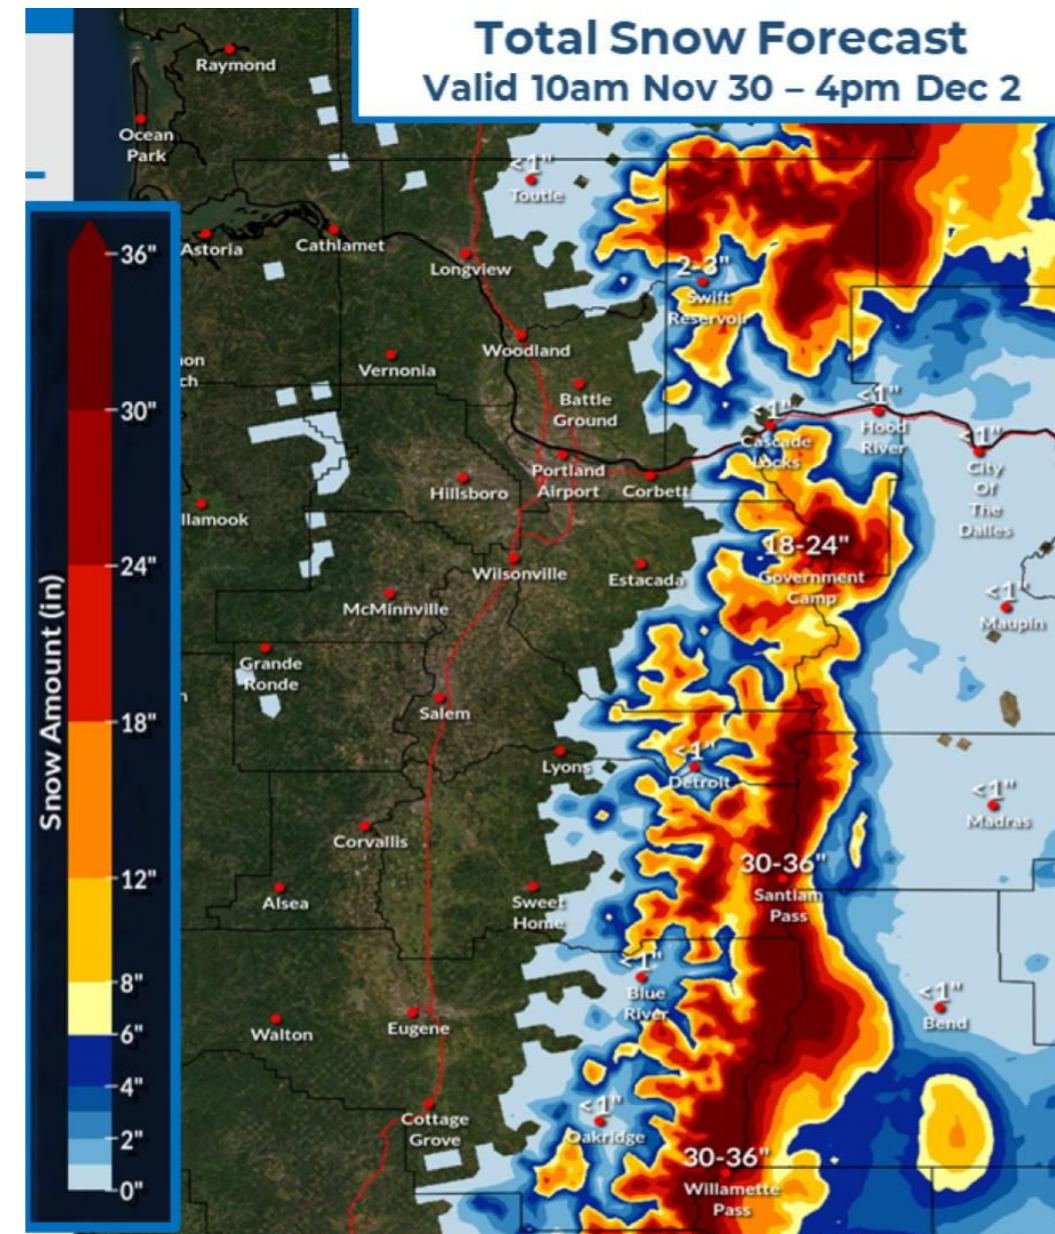 Total Snow Forecast
Valid 10am Nov 30 – 4pm Dec 2
Raymond
Ocean
Park
<1"
Toutle
Astoria
Cathlamet
Longview
2-3"
Swift
Reservoir
Woodland
Vernonia
Battle
Ground
<1"
Cascade
Locks
<1"
Hood
River
<1"
City
Of
The
Dalles
Portland
Airport
Hillsboro
Corbett
llamook
18-24"
Government
Camp
Wilsonville
Estacada
McMinnville
<1"
Maupin
Grande
Ronde
Salem
Lyons
<1"
Detroit
<1"
Madras
Corvallis
30-36"
Santiam
Pass
Alsea
Sweet
Home
<1"
Blue
River
<1"
Bend
Walton
Eugene
Cottage
Grove
<1"
Oakridge
30-36"
Willamette
Pass
Snow Amount (in)
36"
30"
24"
18"
12"
8"
6"
4"
2"
0"